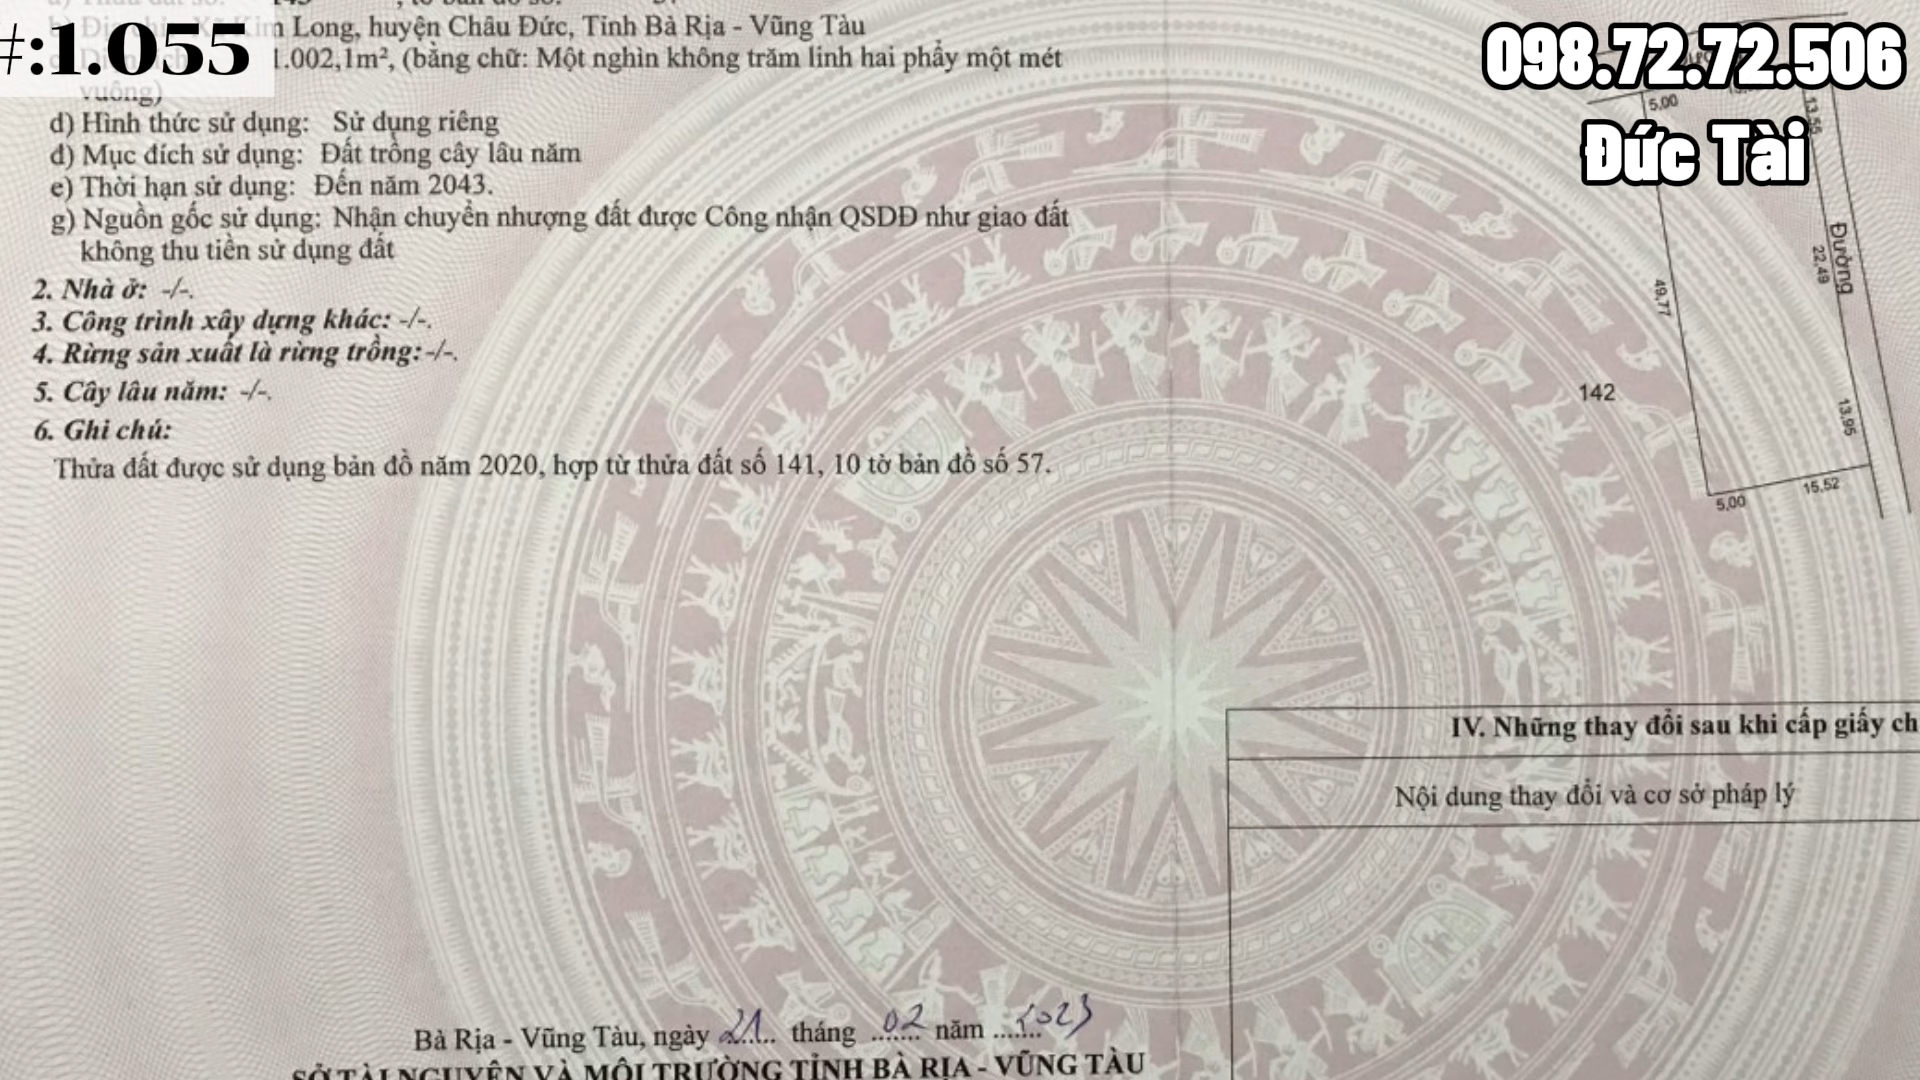 #:1.055
098.72.72.506
Đức Tài
Kim Long, huyện Châu Đức, Tỉnh Bà Rịa - Vũng Tàu
1.002,1m², (bằng chữ: Một nghìn không trăm linh hai phẩy một mét
vuông)
d) Hình thức sử dụng: Sử dụng riêng
đ) Mục đích sử dụng: Đất trồng cây lâu năm
e) Thời hạn sử dụng: Đến năm 2043.
g) Nguồn gốc sử dụng: Nhận chuyển nhượng đất được Công nhận QSDĐ như giao đất
không thu tiền sử dụng đất
2. Nhà ở: -/-.
3. Công trình xây dựng khác: -/-.
4. Rừng sản xuất là rừng trồng:-/-.
5. Cây lâu năm: -/-.
6. Ghi chú:
Thửa đất được sử dụng bản đồ năm 2020, hợp từ thửa đất số 141, 10 tờ bản đồ số 57.
5,00
13,55
Đường
22,49
49,77
142
13,95
15,52
5,00
IV. Những thay đổi sau khi cấp giấy ch
Nội dung thay đổi và cơ sở pháp lý
Bà Rịa - Vũng Tàu, ngày 21 tháng 02 năm 2023
SỞ TÀI NGUYÊN VÀ MÔI TRƯỜNG TỈNH BÀ RỊA - VŨNG TÀU